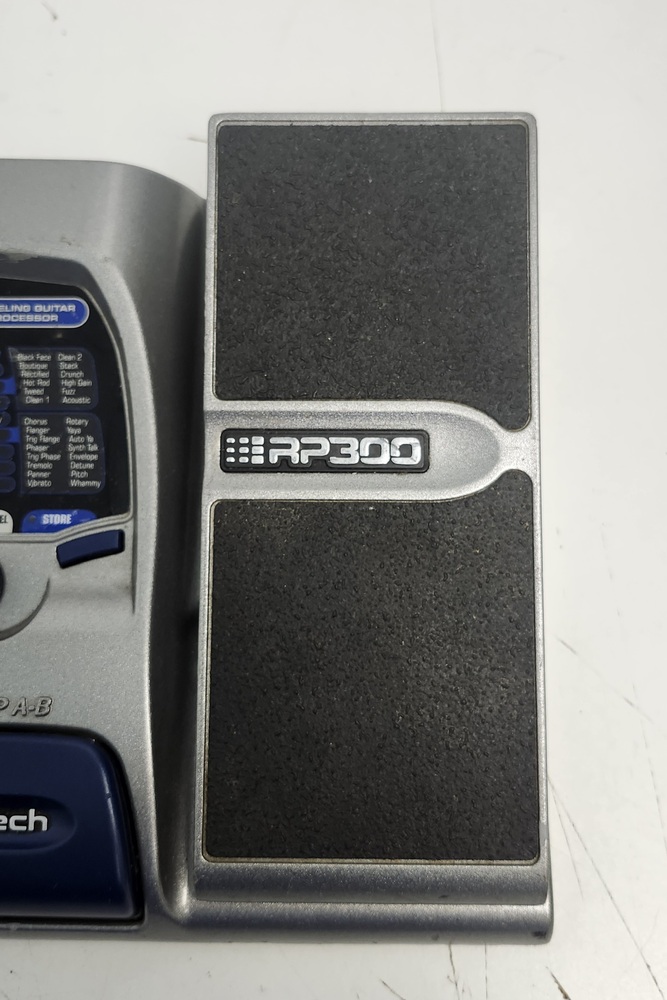 ELING GUITAR
OCESSOR
Black Face Clean 2
Boutique Stack
Rectified Crunch
Hot Rod High Gain
Tweed Fuzz
Clean 1 Acoustic
Chorus Rotary
Flanger Yaya
Trig Flange Auto Ya
Phaser Synth Talk
Trig Phase Envelope
Tremolo Detune
Panner Pitch
Vibrato Whammy
EL STORE
RP300
P A-B
ech